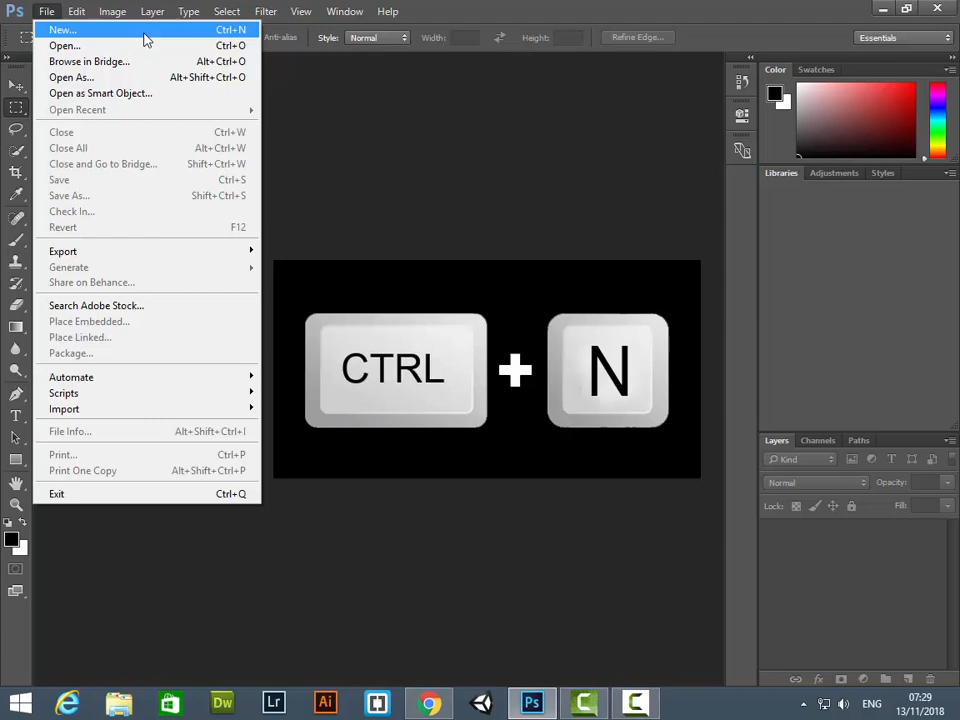 Ps File Edit Image Layer Type Select Filter View Window Help
Anti-alias Style: Normal Width: Height: Refine Edge... Essentials
New... Ctrl+N
Open... Ctrl+O
Browse in Bridge... Alt+Ctrl+O
Open As... Alt+Shift+Ctrl+O
Open as Smart Object...
Open Recent
Close Ctrl+W
Close All Alt+Ctrl+W
Close and Go to Bridge... Shift+Ctrl+W
Save Ctrl+S
Save As... Shift+Ctrl+S
Check In...
Revert F12
Export
Generate
Share on Behance...
Search Adobe Stock...
Place Embedded...
Place Linked...
Package...
Automate
Scripts
Import
File Info... Alt+Shift+Ctrl+I
Print... Ctrl+P
Print One Copy Alt+Shift+Ctrl+P
Exit Ctrl+Q
CTRL + N
Color Swatches
Libraries Adjustments Styles
Layers Channels Paths
Kind
Normal Opacity:
Lock: Fill:
Dw Lr Ai Ps
ENG
07:29
13/11/2018